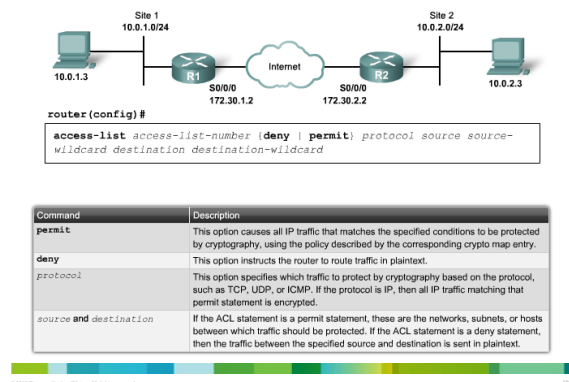 Site 1
10.0.1.0/24
Site 2
10.0.2.0/24
10.0.1.3
R1
Internet
R2
10.0.2.3
S0/0/0
172.30.1.2
S0/0/0
172.30.2.2
router(config)#
access-list access-list-number {deny | permit} protocol source source-
wildcard destination destination-wildcard
Command Description
permit This option causes all IP traffic that matches the specified conditions to be protected
by cryptography, using the policy described by the corresponding crypto map entry.
deny This option instructs the router to route traffic in plaintext.
protocol This option specifies which traffic to protect by cryptography based on the protocol,
such as TCP, UDP, or ICMP. If the protocol is IP, then all IP traffic matching that
permit statement is encrypted.
source and destination If the ACL statement is a permit statement, these are the networks, subnets, or hosts
between which traffic should be protected. If the ACL statement is a deny statement,
then the traffic between the specified source and destination is sent in plaintext.